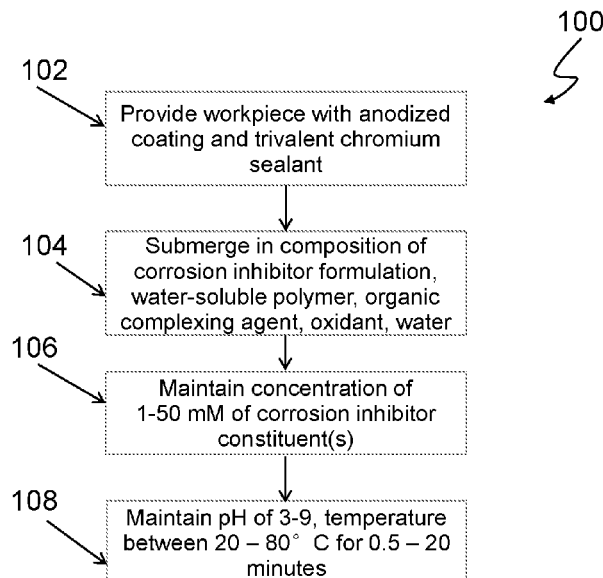 100
102
Provide workpiece with anodized
coating and trivalent chromium
sealant
104
Submerge in composition of
corrosion inhibitor formulation,
water-soluble polymer, organic
complexing agent, oxidant, water
106
Maintain concentration of
1-50 mM of corrosion inhibitor
constituent(s)
108
Maintain pH of 3-9, temperature
between 20 – 80° C for 0.5 – 20
minutes